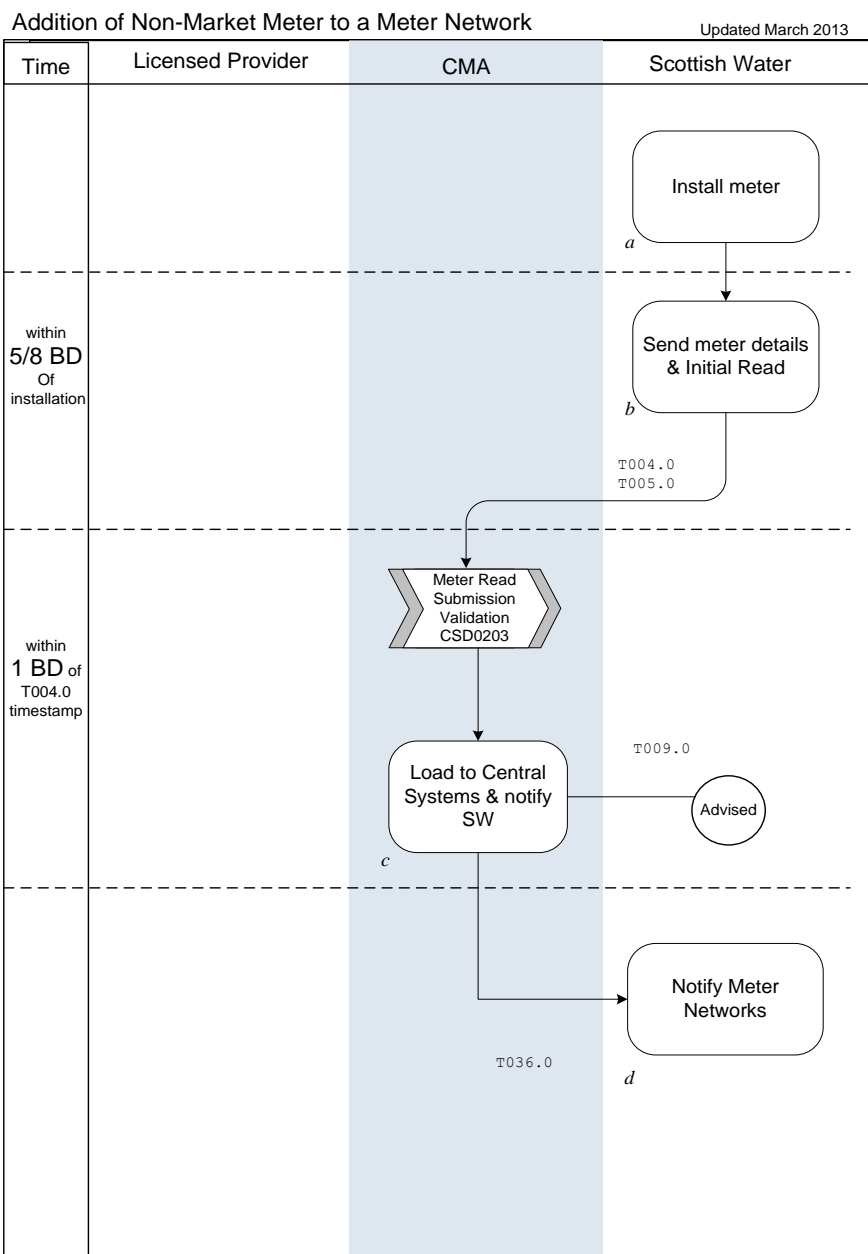 Addition of Non-Market Meter to a Meter Network
Updated March 2013
Time
Licensed Provider
CMA
Scottish Water
Install meter
a
within
5/8 BD
Of
installation
Send meter details
& Initial Read
b
T004.0
T005.0
within
1 BD of
T004.0
timestamp
Meter Read
Submission
Validation
CSD0203
Load to Central
Systems & notify
SW
c
T009.0
Advised
Notify Meter
Networks
T036.0
d